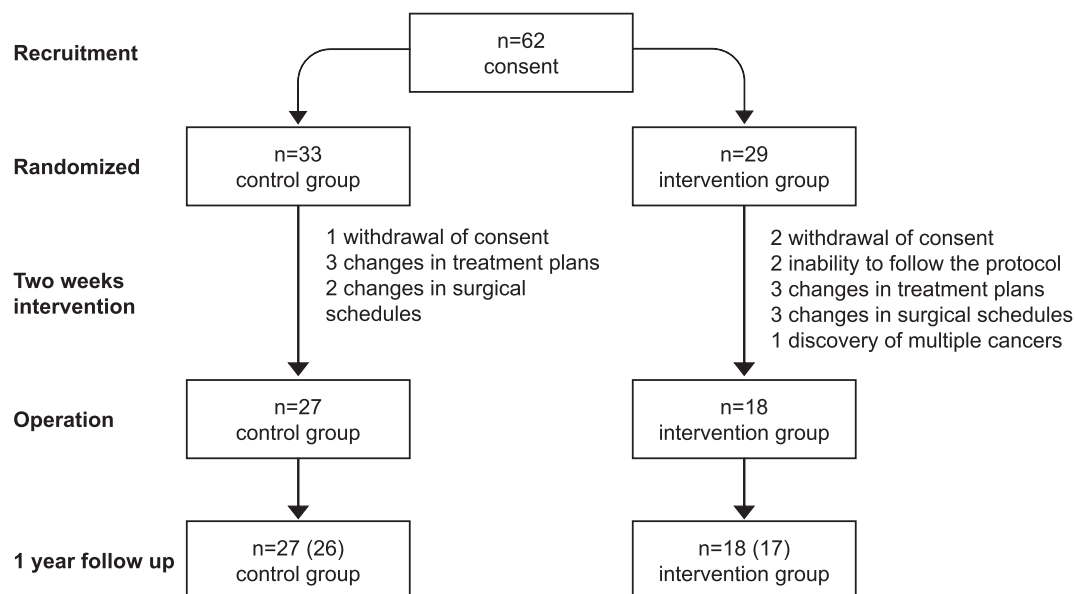 Recruitment
n=62
consent
Randomized
n=33
control group
n=29
intervention group
Two weeks
intervention
1 withdrawal of consent
3 changes in treatment plans
2 changes in surgical
schedules
2 withdrawal of consent
2 inability to follow the protocol
3 changes in treatment plans
3 changes in surgical schedules
1 discovery of multiple cancers
Operation
n=27
control group
n=18
intervention group
1 year follow up
n=27 (26)
control group
n=18 (17)
intervention group